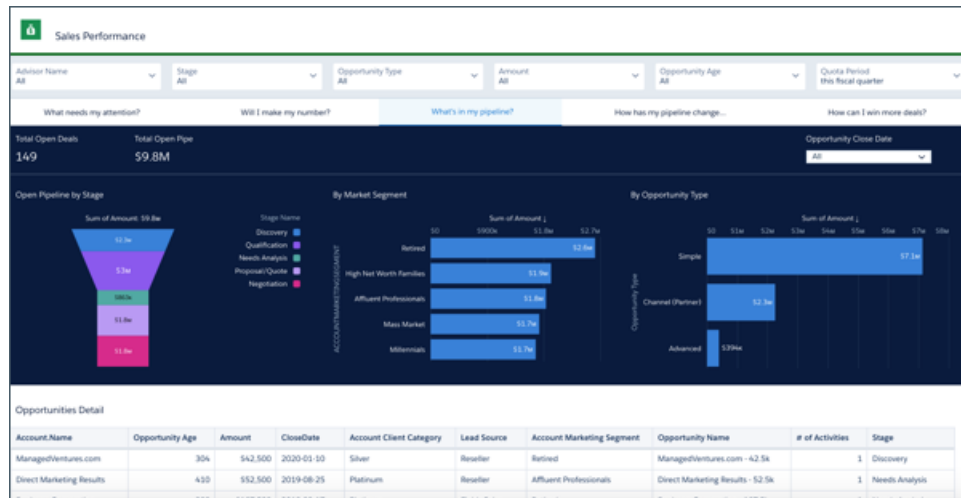 Sales Performance
Advisor Name Stage Opportunity Type Amount Opportunity Age Quota Period
All All All All All this fiscal quarter
What needs my attention? Will I make my number? What's in my pipeline? How has my pipeline change... How can I win more deals?
Total Open Deals Total Open Pipe Opportunity Close Date
149 $9.8M All
Open Pipeline by Stage By Market Segment By Opportunity Type
Sum of Amount: $9.8M Stage Name Sum of Amount ↓ Sum of Amount ↓
$0 $900K $1.8M $2.7M $0 $1M $2M $3M $4M $5M $6M $7M $8M
Discovery $2.3M
Qualification $3M
Needs Analysis
Proposal/Quote $1.8M
Negotiation $1.8M
ACCOUNTMARKETINGSEGMENT
Retired $2.6M
High Net Worth Families $1.9M
Affluent Professionals $1.8M
Mass Market $1.7M
Millennials $1.7M
Opportunity Type
Simple $7.1M
Channel (Partner) $2.3M
Advanced $394K
Opportunities Detail
Account.Name Opportunity Age Amount CloseDate Account Client Category Lead Source Account Marketing Segment Opportunity Name # of Activities Stage
ManagedVentures.com 304 $42,500 2020-01-10 Silver Reseller Retired ManagedVentures.com - 42.5k 1 Discovery
Direct Marketing Results 410 $52,500 2019-08-25 Platinum Reseller Affluent Professionals Direct Marketing Results - 52.5k 1 Needs Analysis